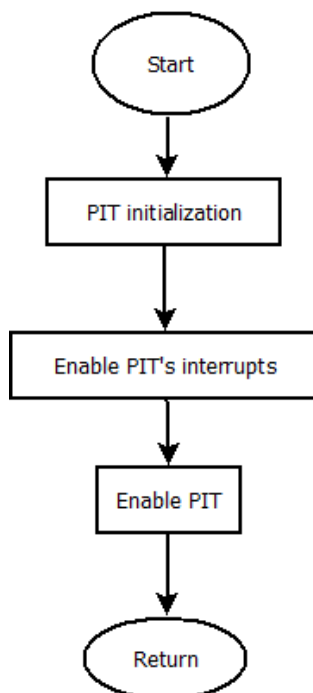 Start
PIT initialization
Enable PIT's interrupts
Enable PIT
Return